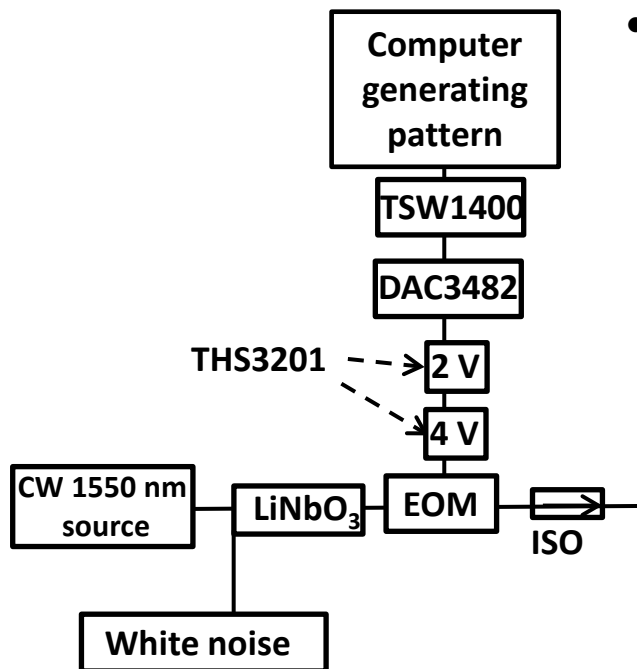 Computer
generating
pattern
TSW1400
DAC3482
THS3201
2 V
4 V
CW 1550 nm
source
LiNbO₃
EOM
ISO
White noise